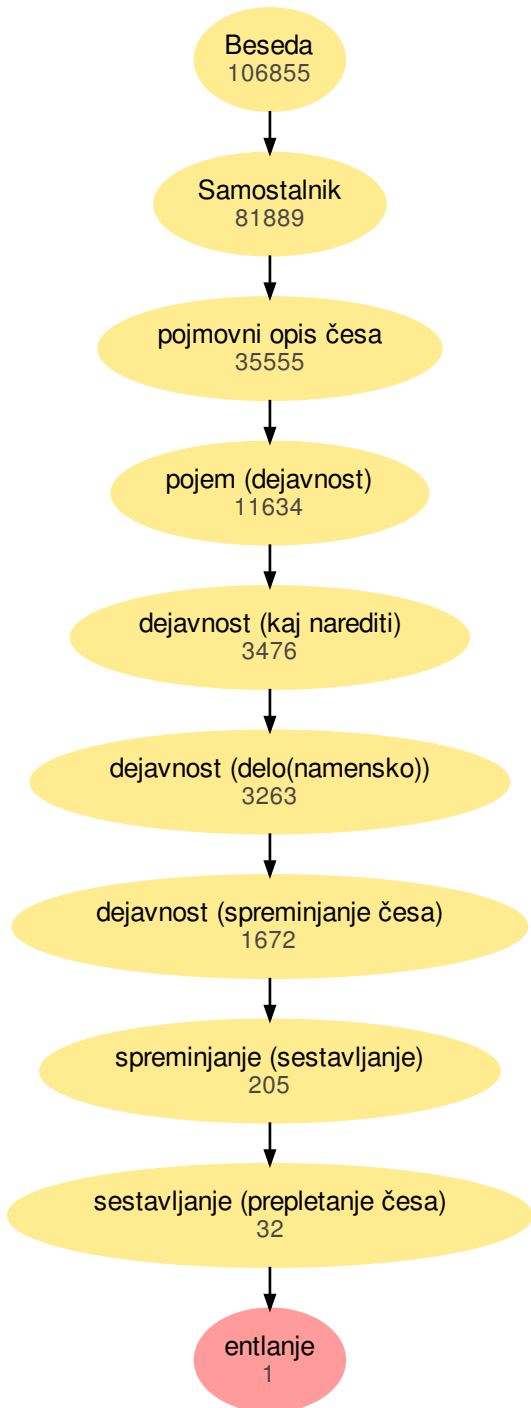 Beseda
106855
Samostalnik
81889
pojmovni opis česa
35555
pojem (dejavnost)
11634
dejavnost (kaj narediti)
3476
dejavnost (delo(namensko))
3263
dejavnost (spreminjanje česa)
1672
spreminjanje (sestavljanje)
205
sestavljanje (prepletanje česa)
32
entlanje
1